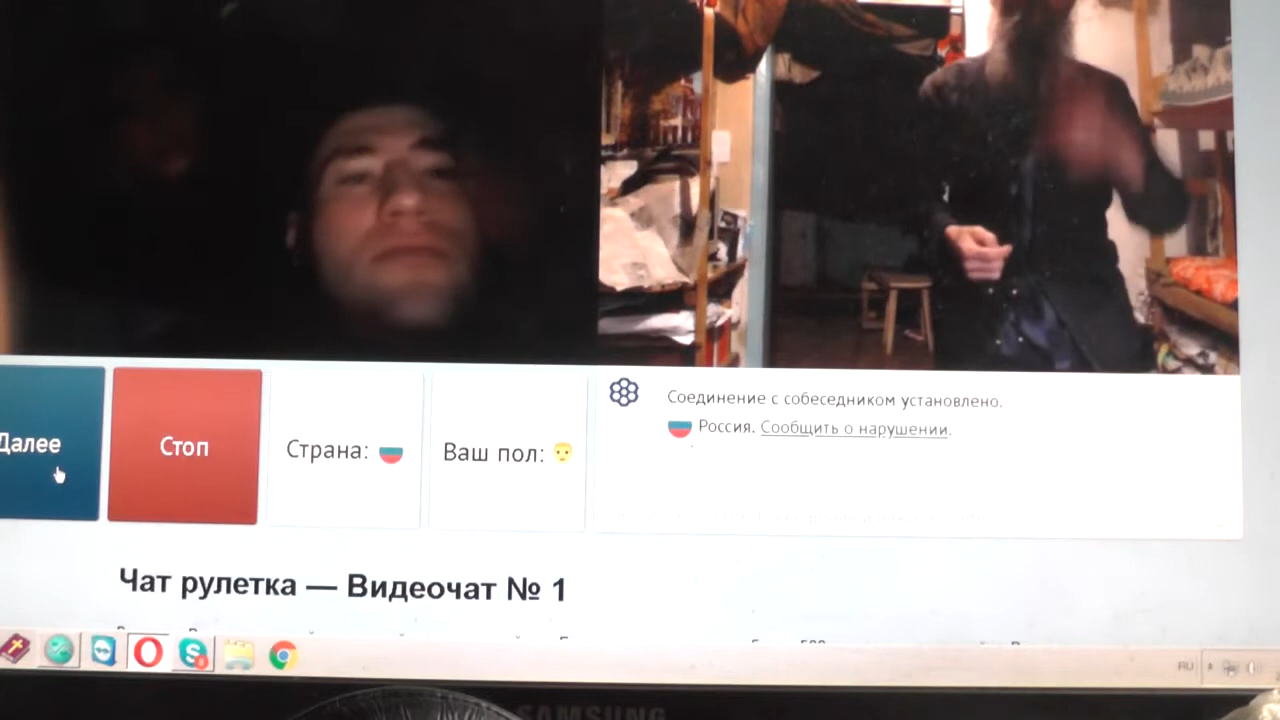 Далее
Стоп
Страна:
Ваш пол:
Соединение с собеседником установлено.
Россия. Сообщить о нарушении.
Чат рулетка — Видеочат № 1
RU
SAMSUNG